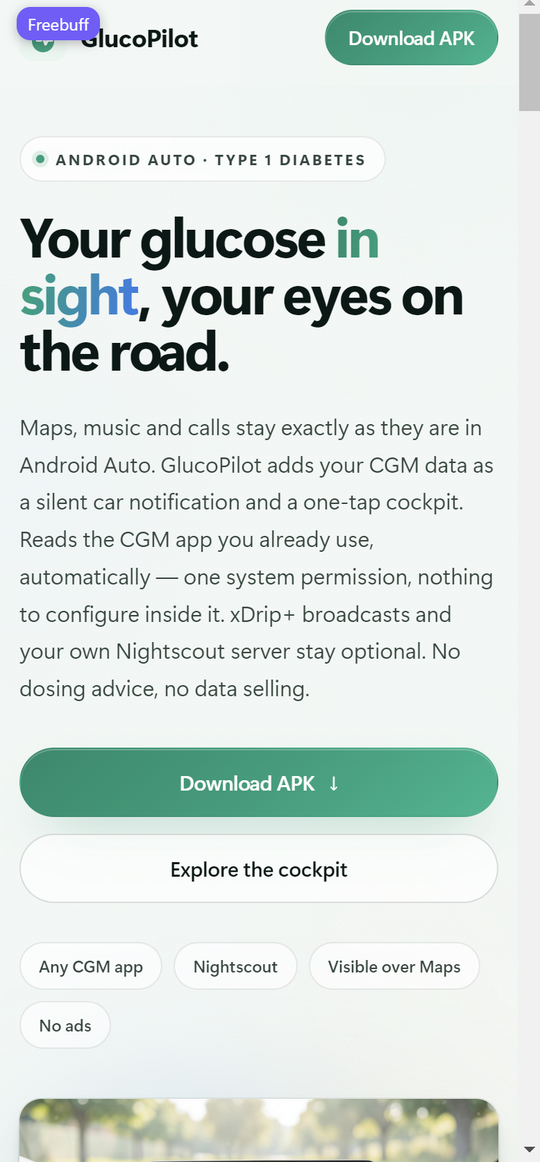 Freebuff
GlucoPilot
Download APK
ANDROID AUTO · TYPE 1 DIABETES
Your glucose in
sight, your eyes on
the road.
Maps, music and calls stay exactly as they are in
Android Auto. GlucoPilot adds your CGM data as
a silent car notification and a one-tap cockpit.
Reads the CGM app you already use,
automatically — one system permission, nothing
to configure inside it. xDrip+ broadcasts and
your own Nightscout server stay optional. No
dosing advice, no data selling.
Download APK ↓
Explore the cockpit
Any CGM app
Nightscout
Visible over Maps
No ads